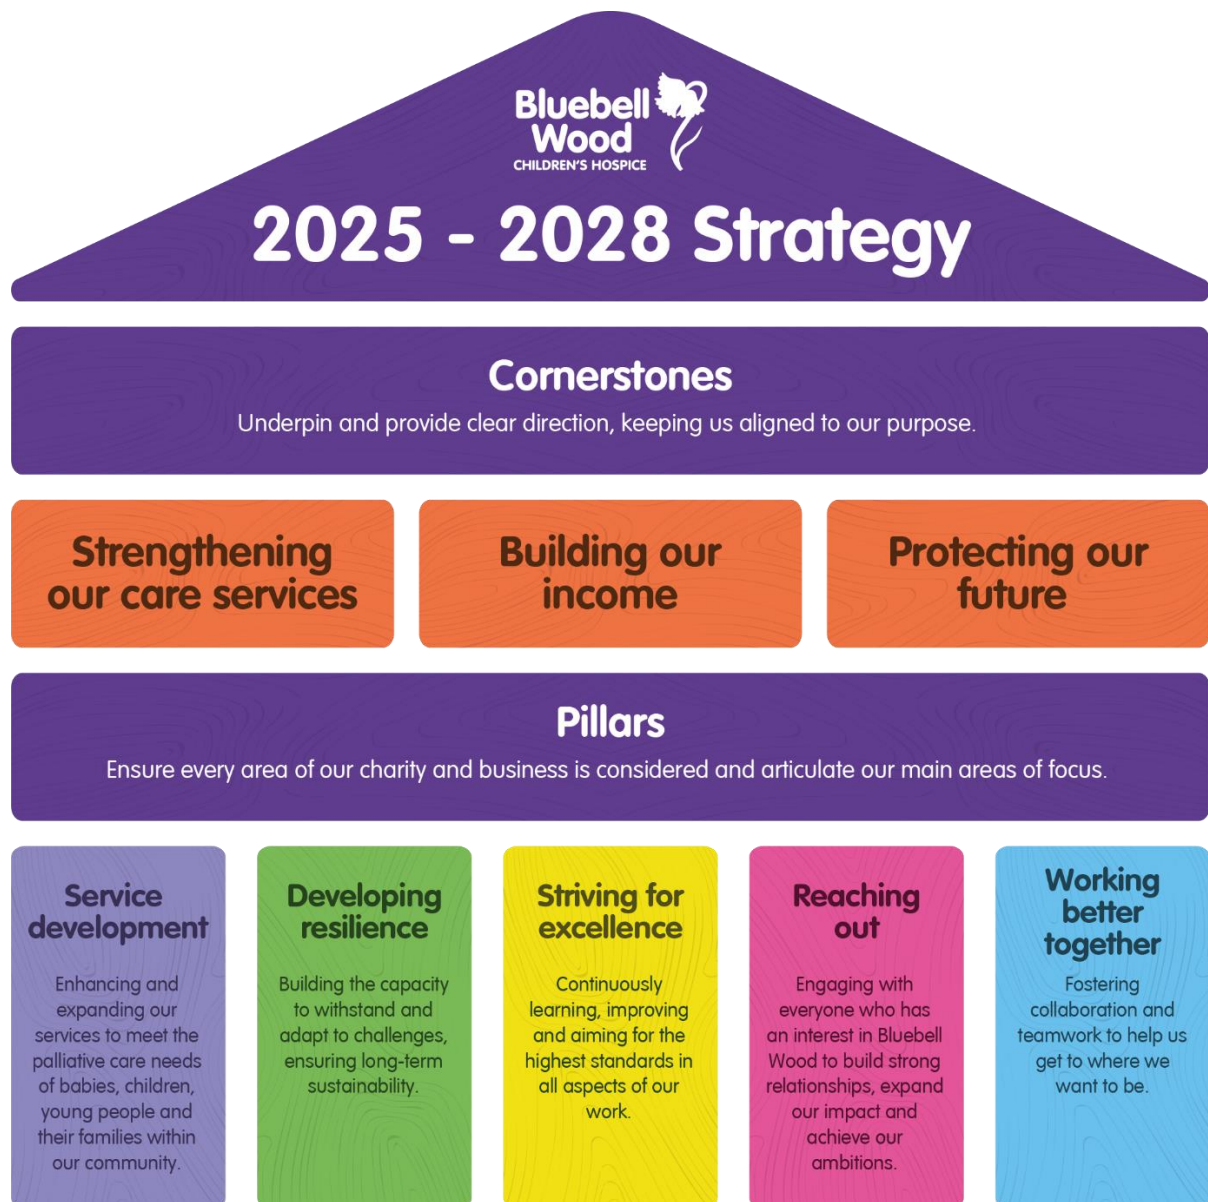 Bluebell
Wood
CHILDREN'S HOSPICE
2025 - 2028 Strategy
Cornerstones
Underpin and provide clear direction, keeping us aligned to our purpose.
Strengthening
our care services
Building our
income
Protecting our
future
Pillars
Ensure every area of our charity and business is considered and articulate our main areas of focus.
Service
development
Enhancing and
expanding our
services to meet the
palliative care needs
of babies, children,
young people and
their families within
our community.
Developing
resilience
Building the capacity
to withstand and
adapt to challenges,
ensuring long-term
sustainability.
Striving for
excellence
Continuously
learning, improving
and aiming for the
highest standards in
all aspects of our
work.
Reaching
out
Engaging with
everyone who has
an interest in Bluebell
Wood to build strong
relationships, expand
our impact and
achieve our
ambitions.
Working
better
together
Fostering
collaboration and
teamwork to help us
get to where we
want to be.